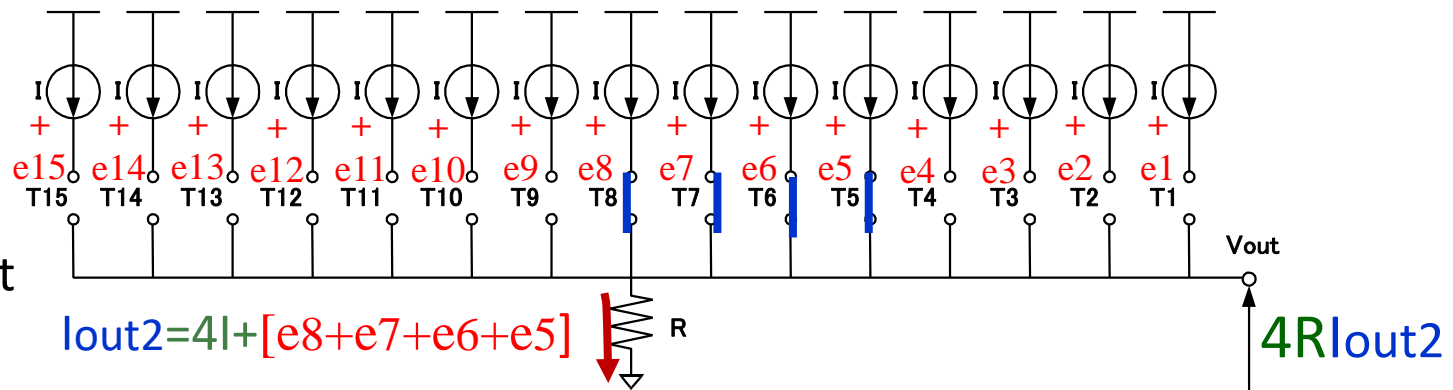 I I I I I I I I I I I I I I I
+ + + + + + + + + + + + + + +
e15 e14 e13 e12 e11 e10 e9 e8 e7 e6 e5 e4 e3 e2 e1
T15 T14 T13 T12 T11 T10 T9 T8 T7 T6 T5 T4 T3 T2 T1
Vout
t
Iout2=4I+[e8+e7+e6+e5] R 4RIout2